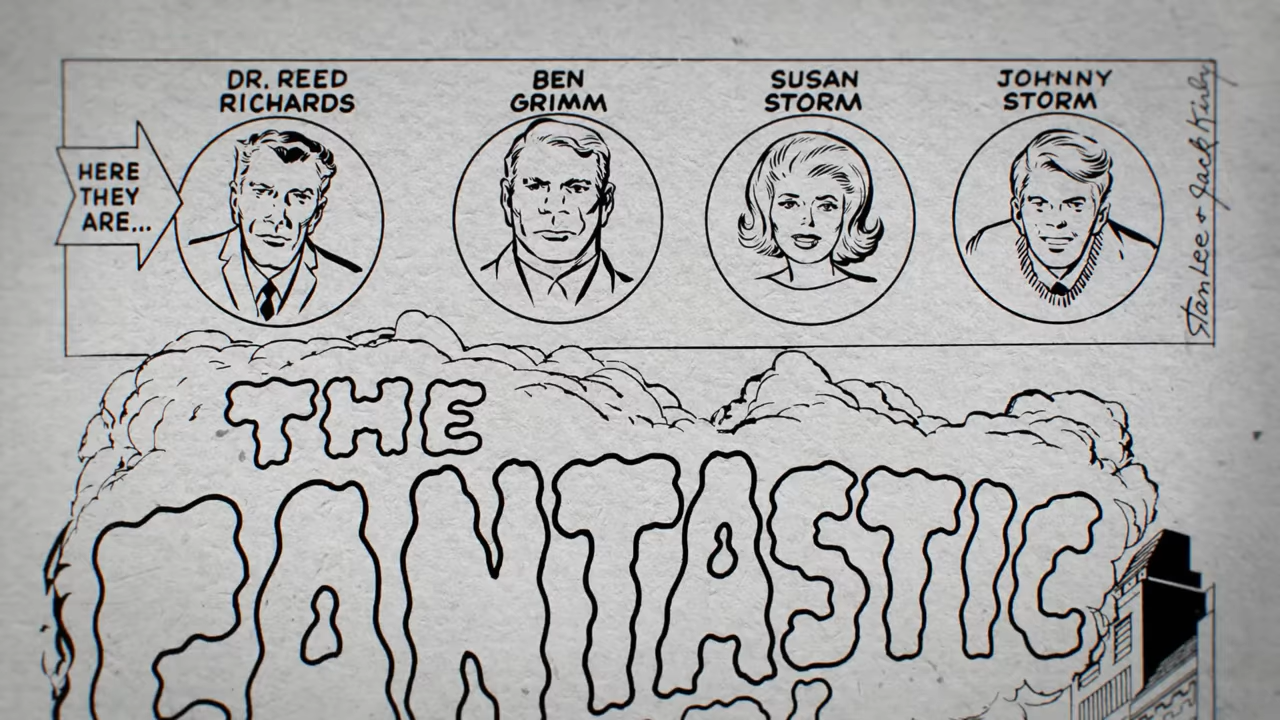 DR. REED
RICHARDS
BEN
GRIMM
SUSAN
STORM
JOHNNY
STORM
HERE
THEY
ARE...
Stan Lee + Jack Kirby
THE
FANTASTIC